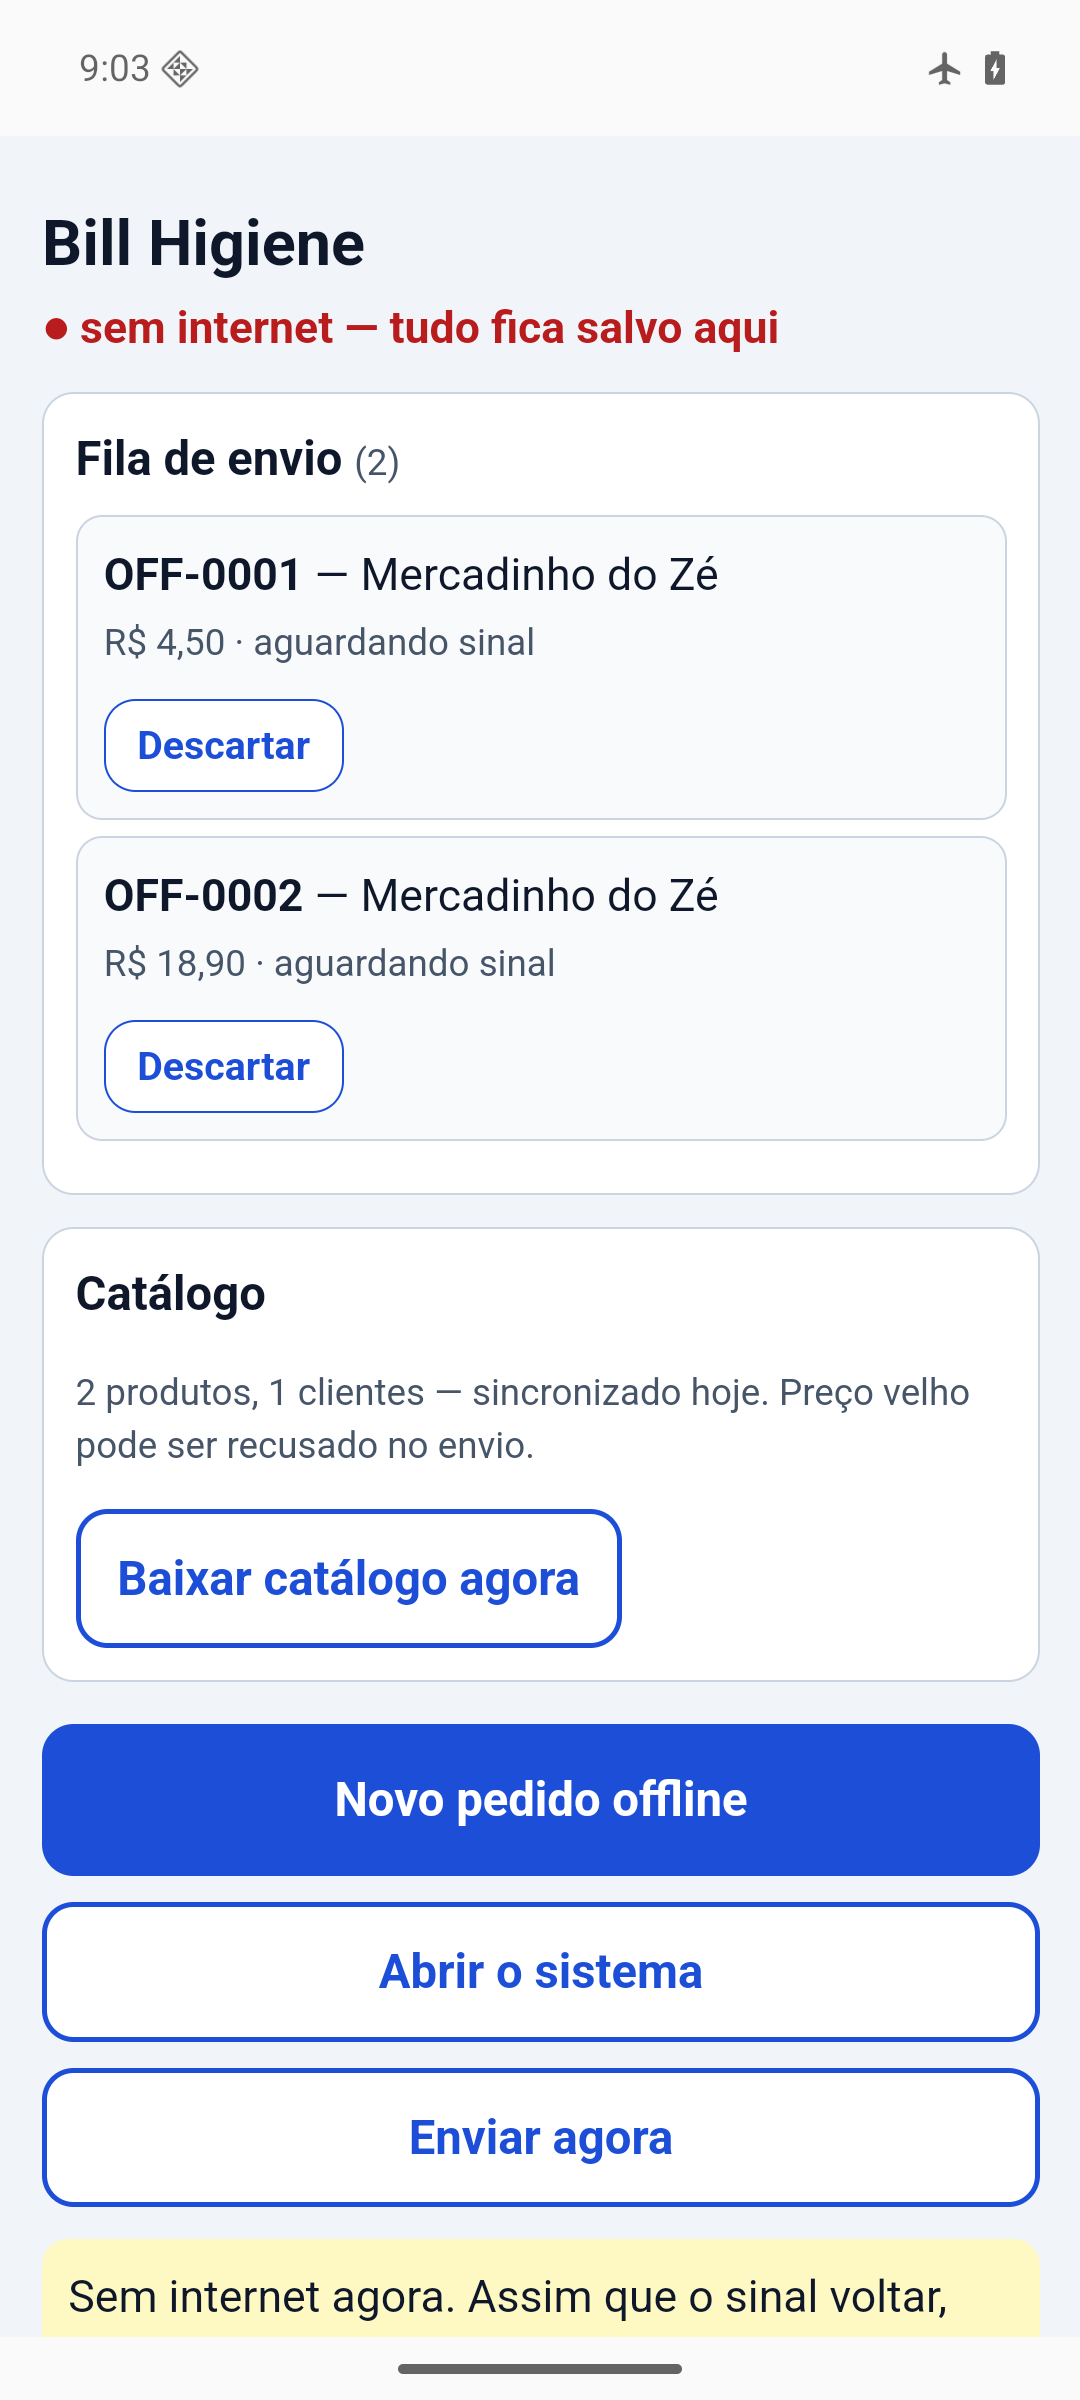 9:03
Bill Higiene
● sem internet — tudo fica salvo aqui
Fila de envio (2)
OFF-0001 — Mercadinho do Zé
R$ 4,50 · aguardando sinal
Descartar
OFF-0002 — Mercadinho do Zé
R$ 18,90 · aguardando sinal
Descartar
Catálogo
2 produtos, 1 clientes — sincronizado hoje. Preço velho
pode ser recusado no envio.
Baixar catálogo agora
Novo pedido offline
Abrir o sistema
Enviar agora
Sem internet agora. Assim que o sinal voltar,